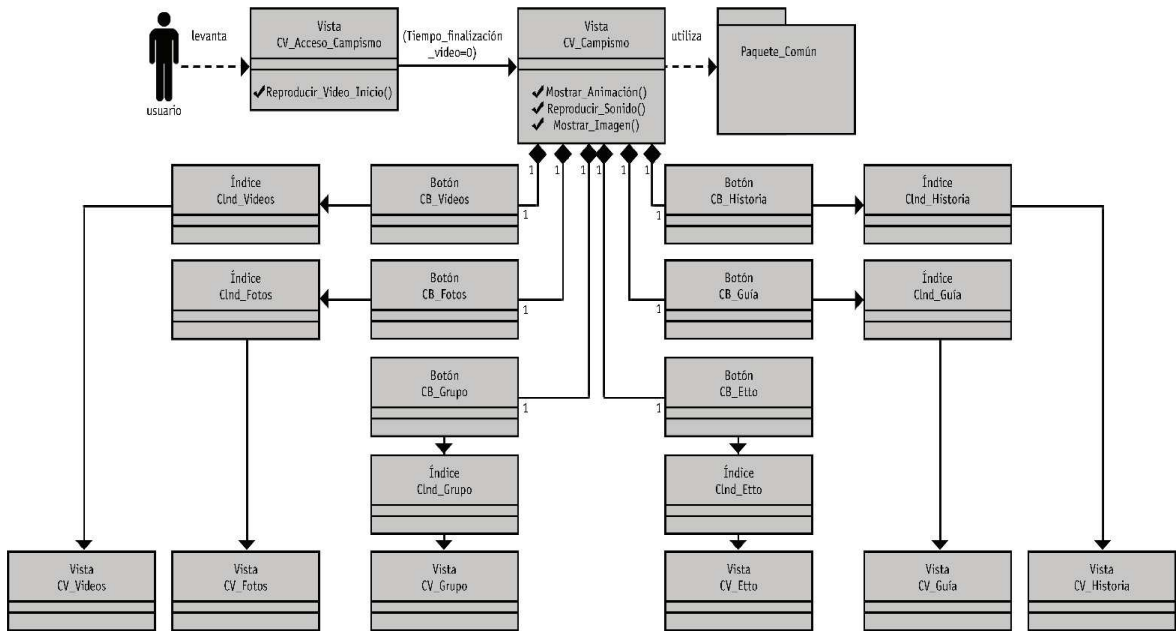 levanta
usuario
Vista
CV_Acceso_Campismo
✓Reproducir_Video_Inicio()
(Tiempo_finalización
_video=0)
Vista
CV_Campismo
✓Mostrar_Animación()
✓Reproducir_Sonido()
✓Mostrar_Imagen()
utiliza
Paquete_Común
1 1 1 1 1 1
Índice
CInd_Videos
Botón
CB_Videos
1
1
Botón
CB_Historia
Índice
CInd_Historia
Índice
CInd_Fotos
Botón
CB_Fotos
1
1
Botón
CB_Guía
Índice
CInd_Guía
Botón
CB_Grupo
1
1
Botón
CB_Etto
Índice
CInd_Grupo
Índice
CInd_Etto
Vista
CV_Videos
Vista
CV_Fotos
Vista
CV_Grupo
Vista
CV_Etto
Vista
CV_Guía
Vista
CV_Historia